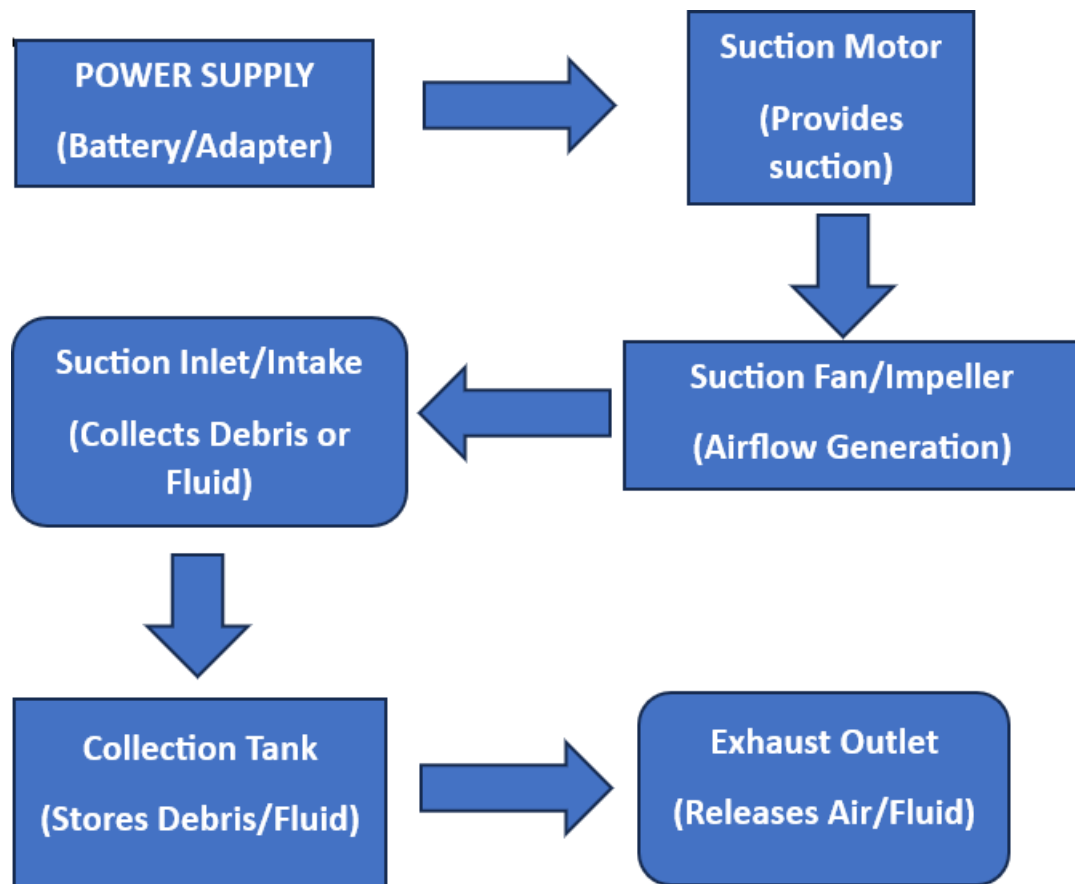 POWER SUPPLY
(Battery/Adapter)
Suction Motor
(Provides
suction)
Suction Fan/Impeller
(Airflow Generation)
Suction Inlet/Intake
(Collects Debris or
Fluid)
Collection Tank
(Stores Debris/Fluid)
Exhaust Outlet
(Releases Air/Fluid)